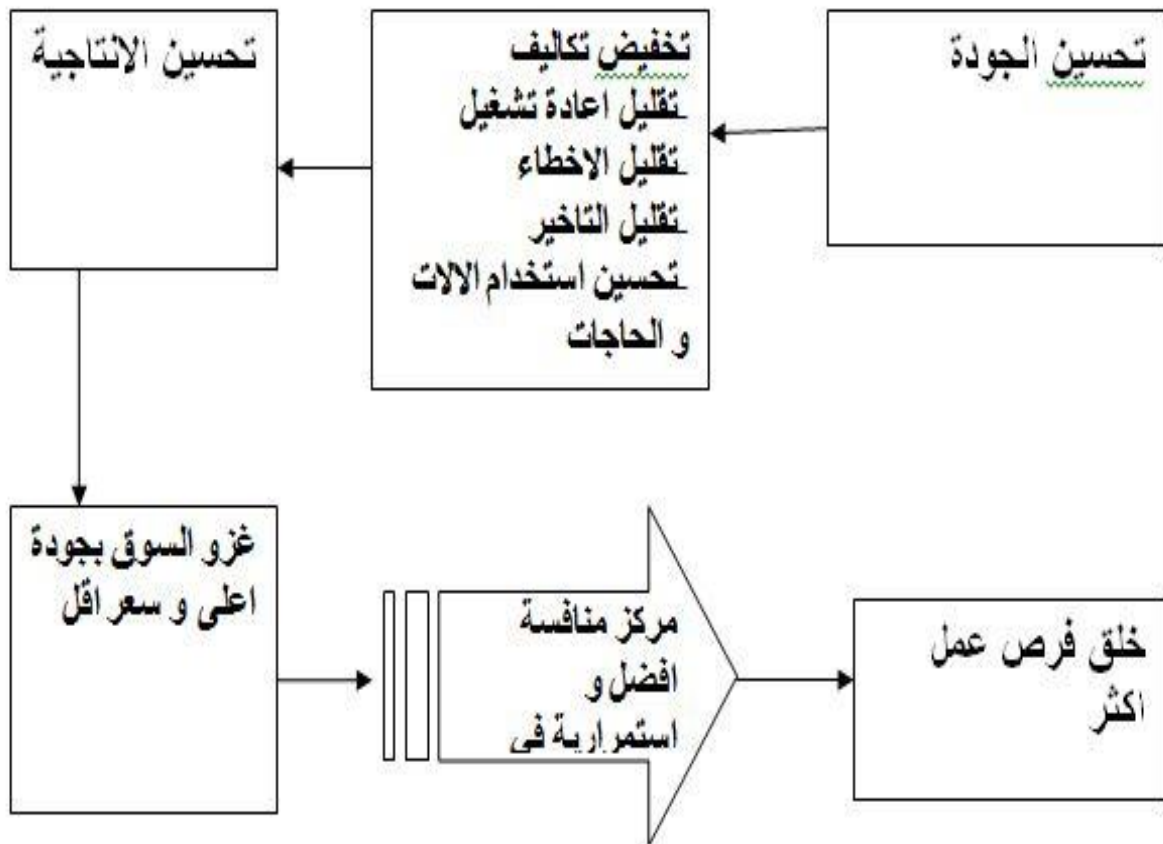 تحسين الجودة
تخفيض تكاليف
-تقليل اعادة تشغيل
-تقليل الاخطاء
-تقليل التاخير
-تحسين استخدام الالات
و الحاجات
تحسين الانتاجية
غزو السوق بجودة
اعلى و سعر اقل
مركز منافسة
افضل و
استمرارية في
خلق فرص عمل
اكثر